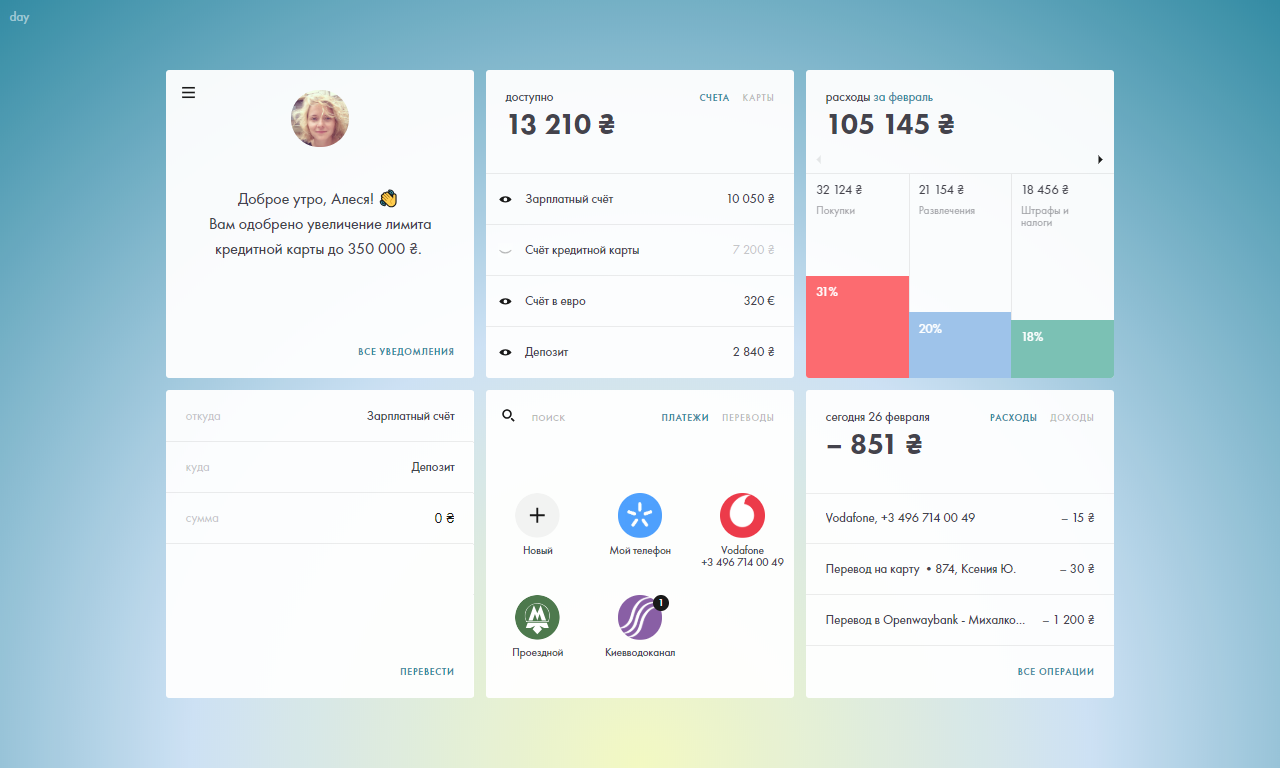 day
Доброе утро, Алеся! 👏
Вам одобрено увеличение лимита
кредитной карты до 350 000 ₴.
ВСЕ УВЕДОМЛЕНИЯ
доступно
СЧЕТА КАРТЫ
13 210 ₴
Зарплатный счёт 10 050 ₴
Счёт кредитной карты 7 200 ₴
Счёт в евро 320 €
Депозит 2 840 ₴
расходы за февраль
105 145 ₴
32 124 ₴
Покупки
31%
21 154 ₴
Развлечения
20%
18 456 ₴
Штрафы и
налоги
18%
откуда Зарплатный счёт
куда Депозит
сумма 0 ₴
ПЕРЕВЕСТИ
поиск
ПЛАТЕЖИ ПЕРЕВОДЫ
Новый
Мой телефон
Vodafone
+3 496 714 00 49
Проездной
1
Киевводоканал
сегодня 26 февраля
РАСХОДЫ ДОХОДЫ
– 851 ₴
Vodafone, +3 496 714 00 49 – 15 ₴
Перевод на карту • 874, Ксения Ю. – 30 ₴
Перевод в Openwaybank - Михалко... – 1 200 ₴
ВСЕ ОПЕРАЦИИ